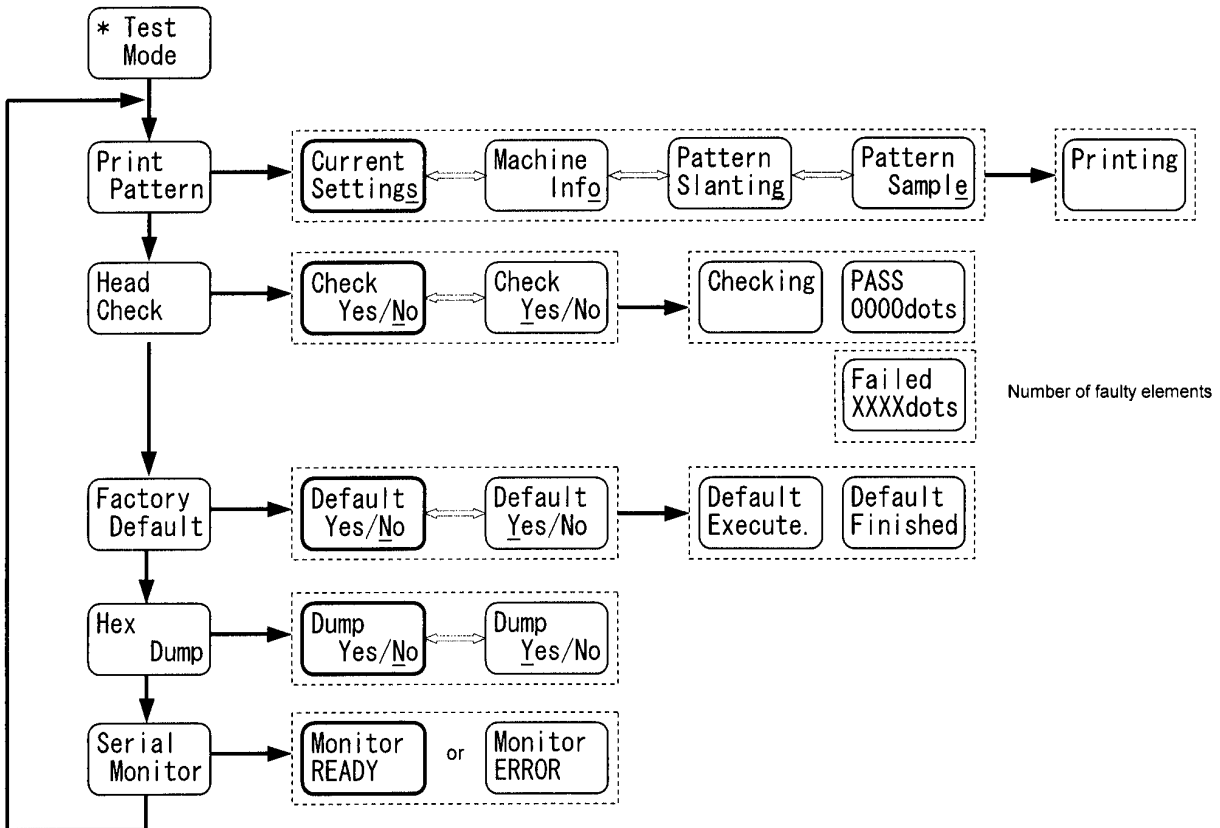 * Test
Mode
Print
Pattern
Current
Settings
Machine
Info
Pattern
Slanting
Pattern
Sample
Printing
Head
Check
Check
Yes/No
Check
Yes/No
Checking
PASS
0000dots
Failed
XXXXdots
Number of faulty elements
Factory
Default
Default
Yes/No
Default
Yes/No
Default
Execute.
Default
Finished
Hex
Dump
Dump
Yes/No
Dump
Yes/No
Serial
Monitor
Monitor
READY
or
Monitor
ERROR